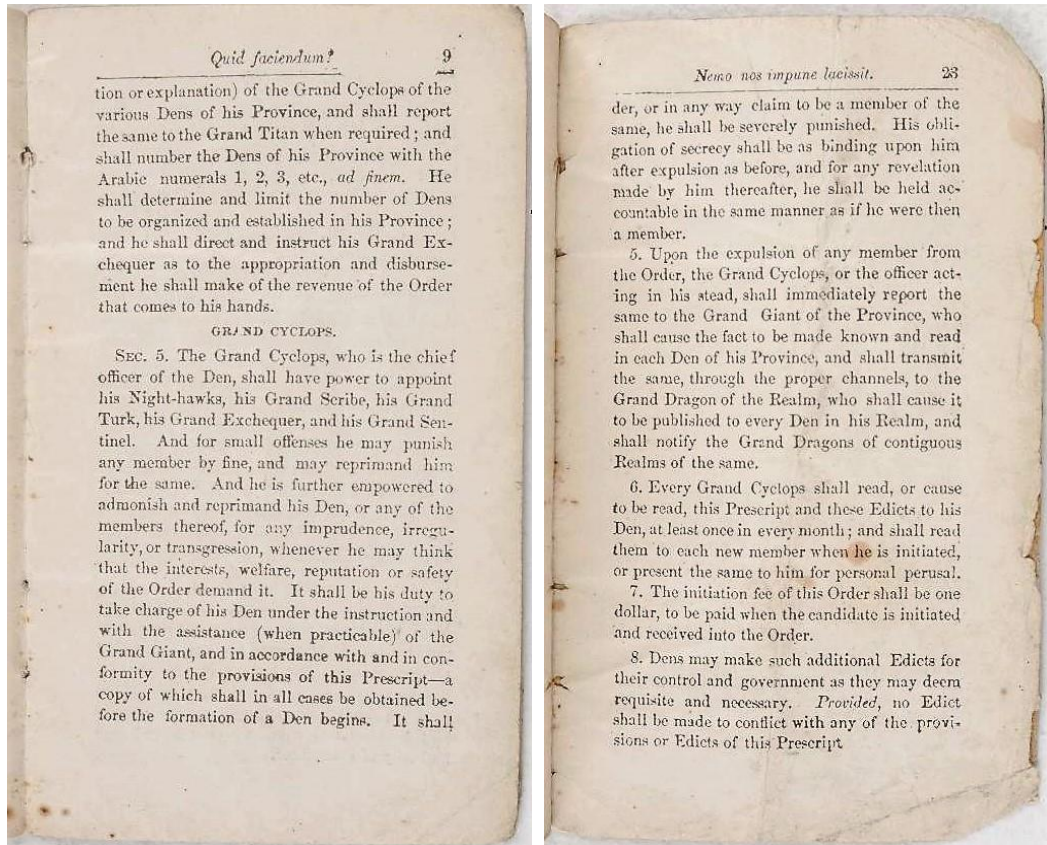 Quid faciendum? 9
tion or explanation) of the Grand Cyclops of the
various Dens of his Province, and shall report
the same to the Grand Titan when required; and
shall number the Dens of his Province with the
Arabic numerals 1, 2, 3, etc., ad finem. He
shall determine and limit the number of Dens
to be organized and established in his Province;
and he shall direct and instruct his Grand Ex-
chequer as to the appropriation and disburse-
ment he shall make of the revenue of the Order
that comes to his hands.
GRAND CYCLOPS.
SEC. 5. The Grand Cyclops, who is the chief
officer of the Den, shall have power to appoint
his Night-hawks, his Grand Scribe, his Grand
Turk, his Grand Exchequer, and his Grand Sen-
tinel. And for small offenses he may punish
any member by fine, and may reprimand him
for the same. And he is further empowered to
admonish and reprimand his Den, or any of the
members thereof, for any imprudence, irregu-
larity, or transgression, whenever he may think
that the interests, welfare, reputation or safety
of the Order demand it. It shall be his duty to
take charge of his Den under the instruction and
with the assistance (when practicable) of the
Grand Giant, and in accordance with and in con-
formity to the provisions of this Prescript—a
copy of which shall in all cases be obtained be-
fore the formation of a Den begins. It shall
Nemo nos impune lacissit. 23
der, or in any way claim to be a member of the
same, he shall be severely punished. His obli-
gation of secrecy shall be as binding upon him
after expulsion as before, and for any revelation
made by him thereafter, he shall be held ac-
countable in the same manner as if he were then
a member.
5. Upon the expulsion of any member from
the Order, the Grand Cyclops, or the officer act-
ing in his stead, shall immediately report the
same to the Grand Giant of the Province, who
shall cause the fact to be made known and read
in each Den of his Province, and shall transmit
the same, through the proper channels, to the
Grand Dragon of the Realm, who shall cause it
to be published to every Den in his Realm, and
shall notify the Grand Dragons of contiguous
Realms of the same.
6. Every Grand Cyclops shall read, or cause
to be read, this Prescript and these Edicts to his
Den, at least once in every month; and shall read
them to each new member when he is initiated,
or present the same to him for personal perusal.
7. The initiation fee of this Order shall be one
dollar, to be paid when the candidate is initiated
and received into the Order.
8. Dens may make such additional Edicts for
their control and government as they may deem
requisite and necessary. Provided, no Edict
shall be made to conflict with any of the provi-
sions or Edicts of this Prescript